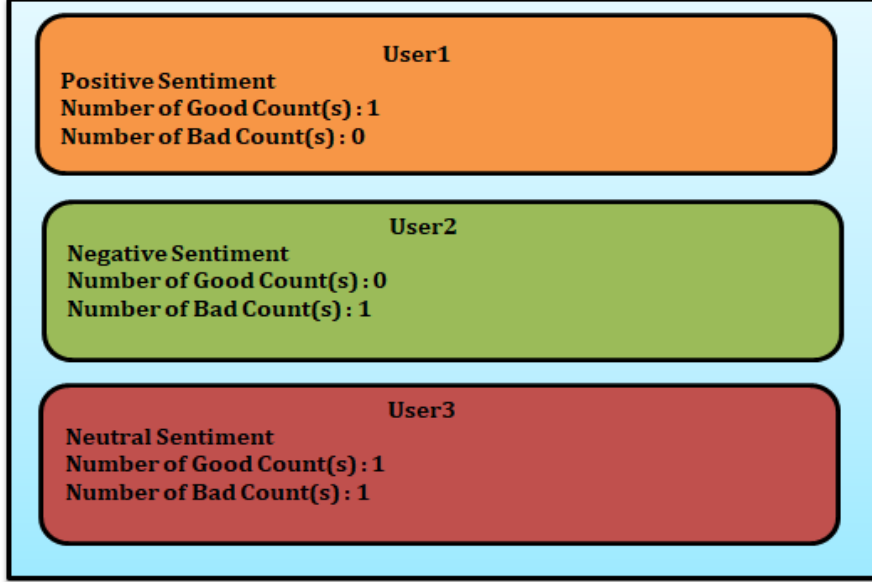 User1
Positive Sentiment
Number of Good Count(s) : 1
Number of Bad Count(s) : 0
User2
Negative Sentiment
Number of Good Count(s) : 0
Number of Bad Count(s) : 1
User3
Neutral Sentiment
Number of Good Count(s) : 1
Number of Bad Count(s) : 1